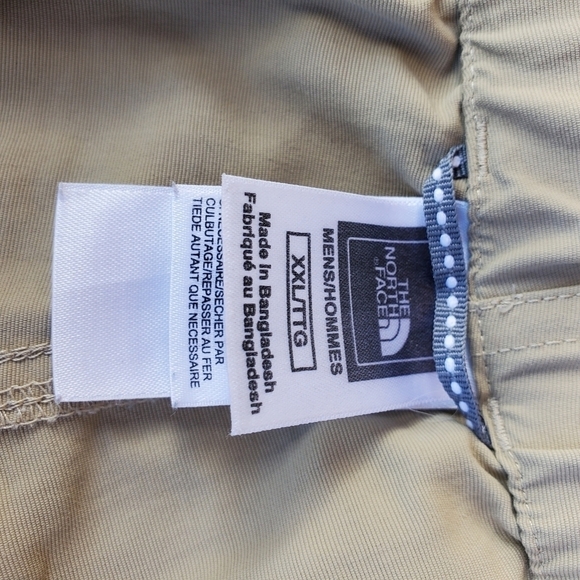 THE
NORTH
FACE
MENS/HOMMES
XXL/TTG
Made in Bangladesh
Fabriqué au Bangladesh
CULBUTAGE/REPASSER AU FER
TIEDE AUTANT QUE NECESSAIRE